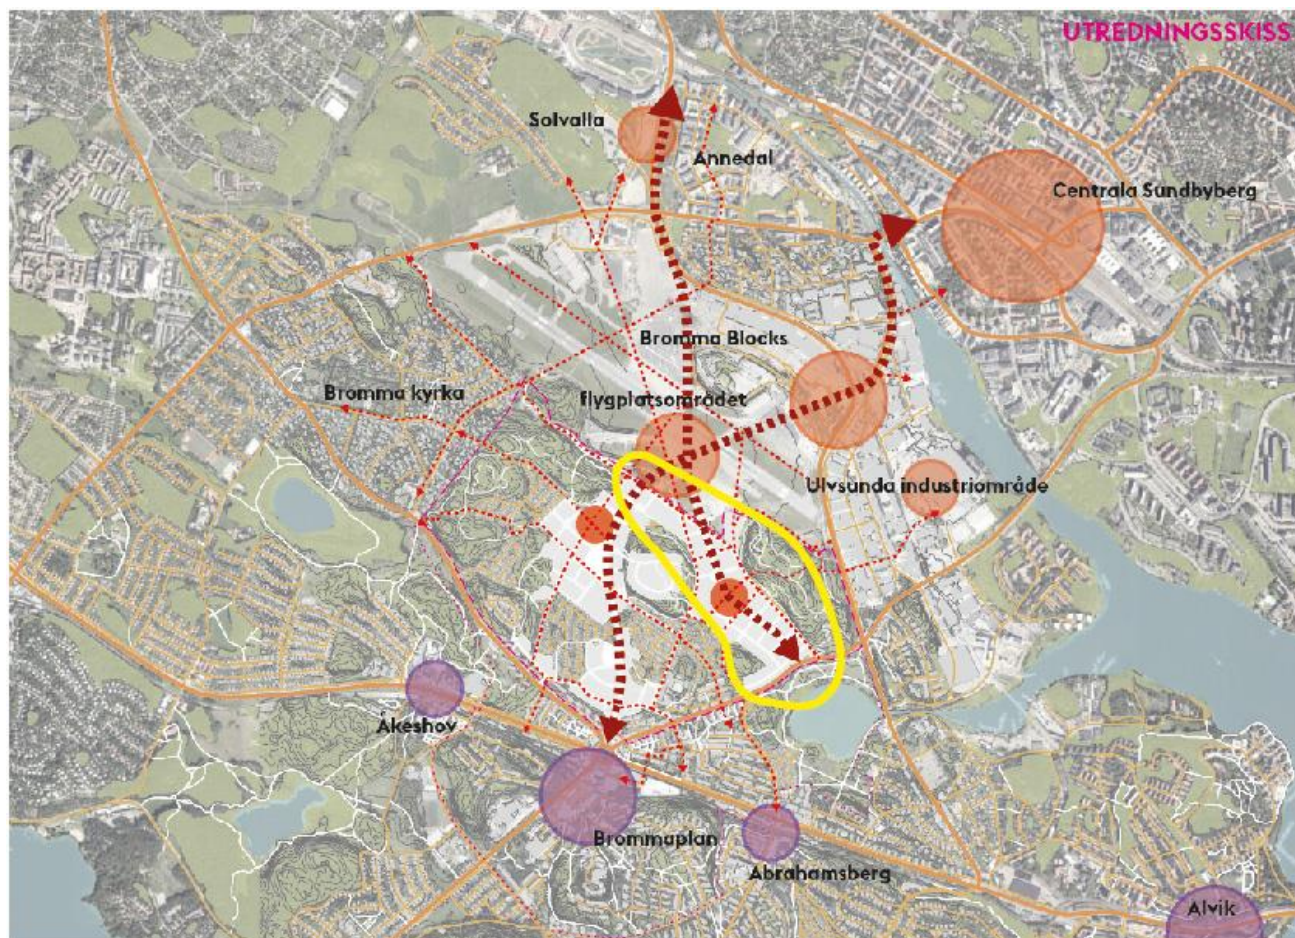 UTREDNINGSSKISS
Solvalla
Annedal
Centrala Sundbyberg
Bromma Blocks
Bromma kyrka
flygplatsområdet
Ulvsunda industriområde
Åkeshov
Brommaplan
Abrahamsberg
Alvik